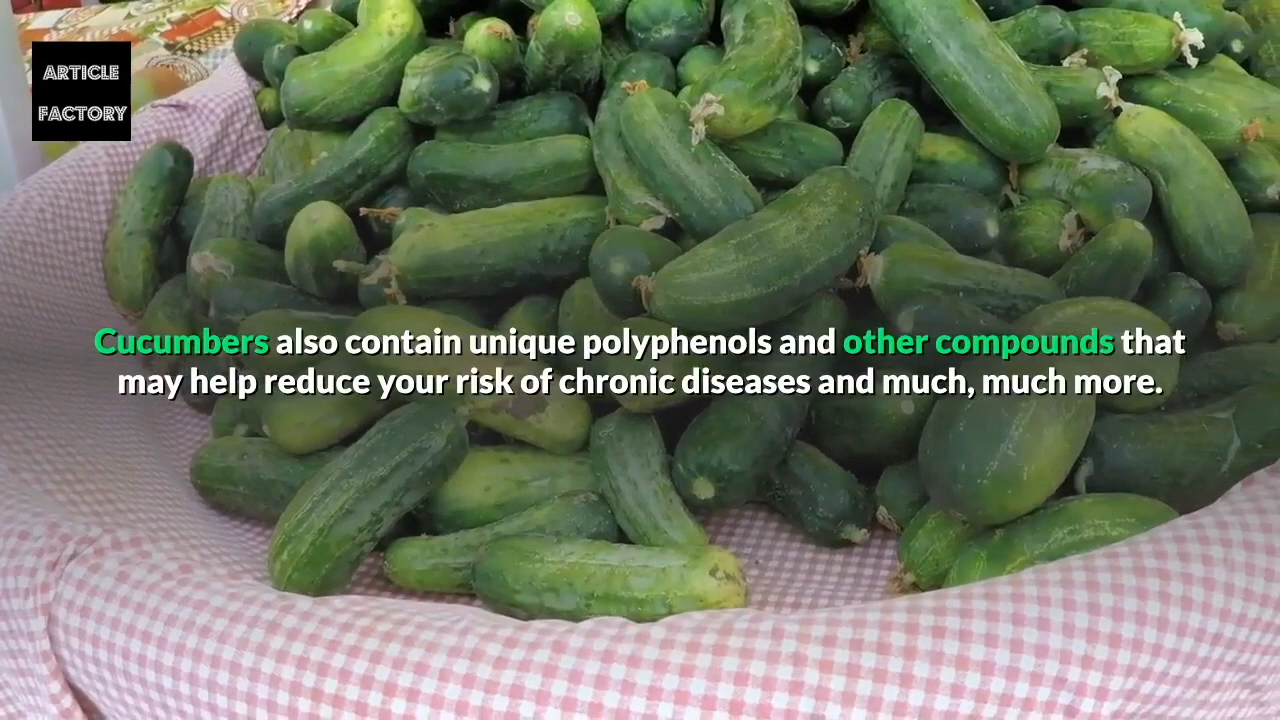 ARTICLE
FACTORY
Cucumbers also contain unique polyphenols and other compounds that
may help reduce your risk of chronic diseases and much, much more.